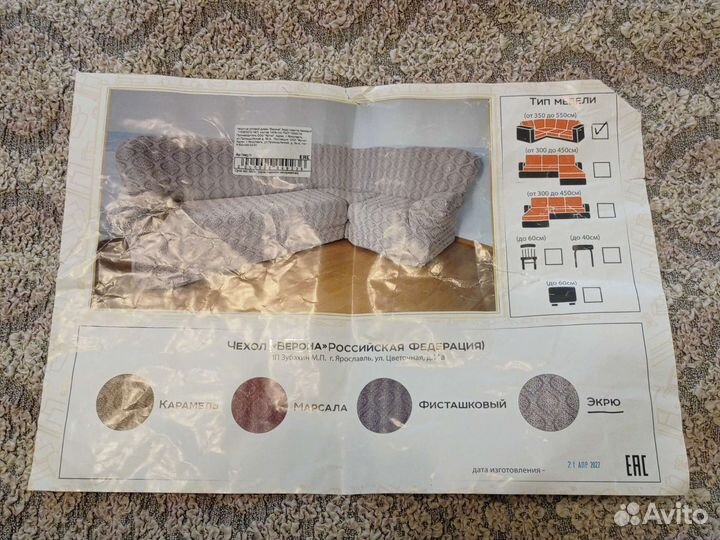 Тип мебели
(от 350 до 550см)
(от 300 до 450см)
(от 300 до 450см)
(до 60см)
(до 40см)
(до 60см)
ЕАС
Чехол «Верона»Российская Федерация)
ИП Зубахин М.П. г. Ярославль, ул. Цветочная, д.
Карамель
Марсала
Фисташковый
Экрю
дата изготовления -
21 АПР 2022
ЕАС
Avito